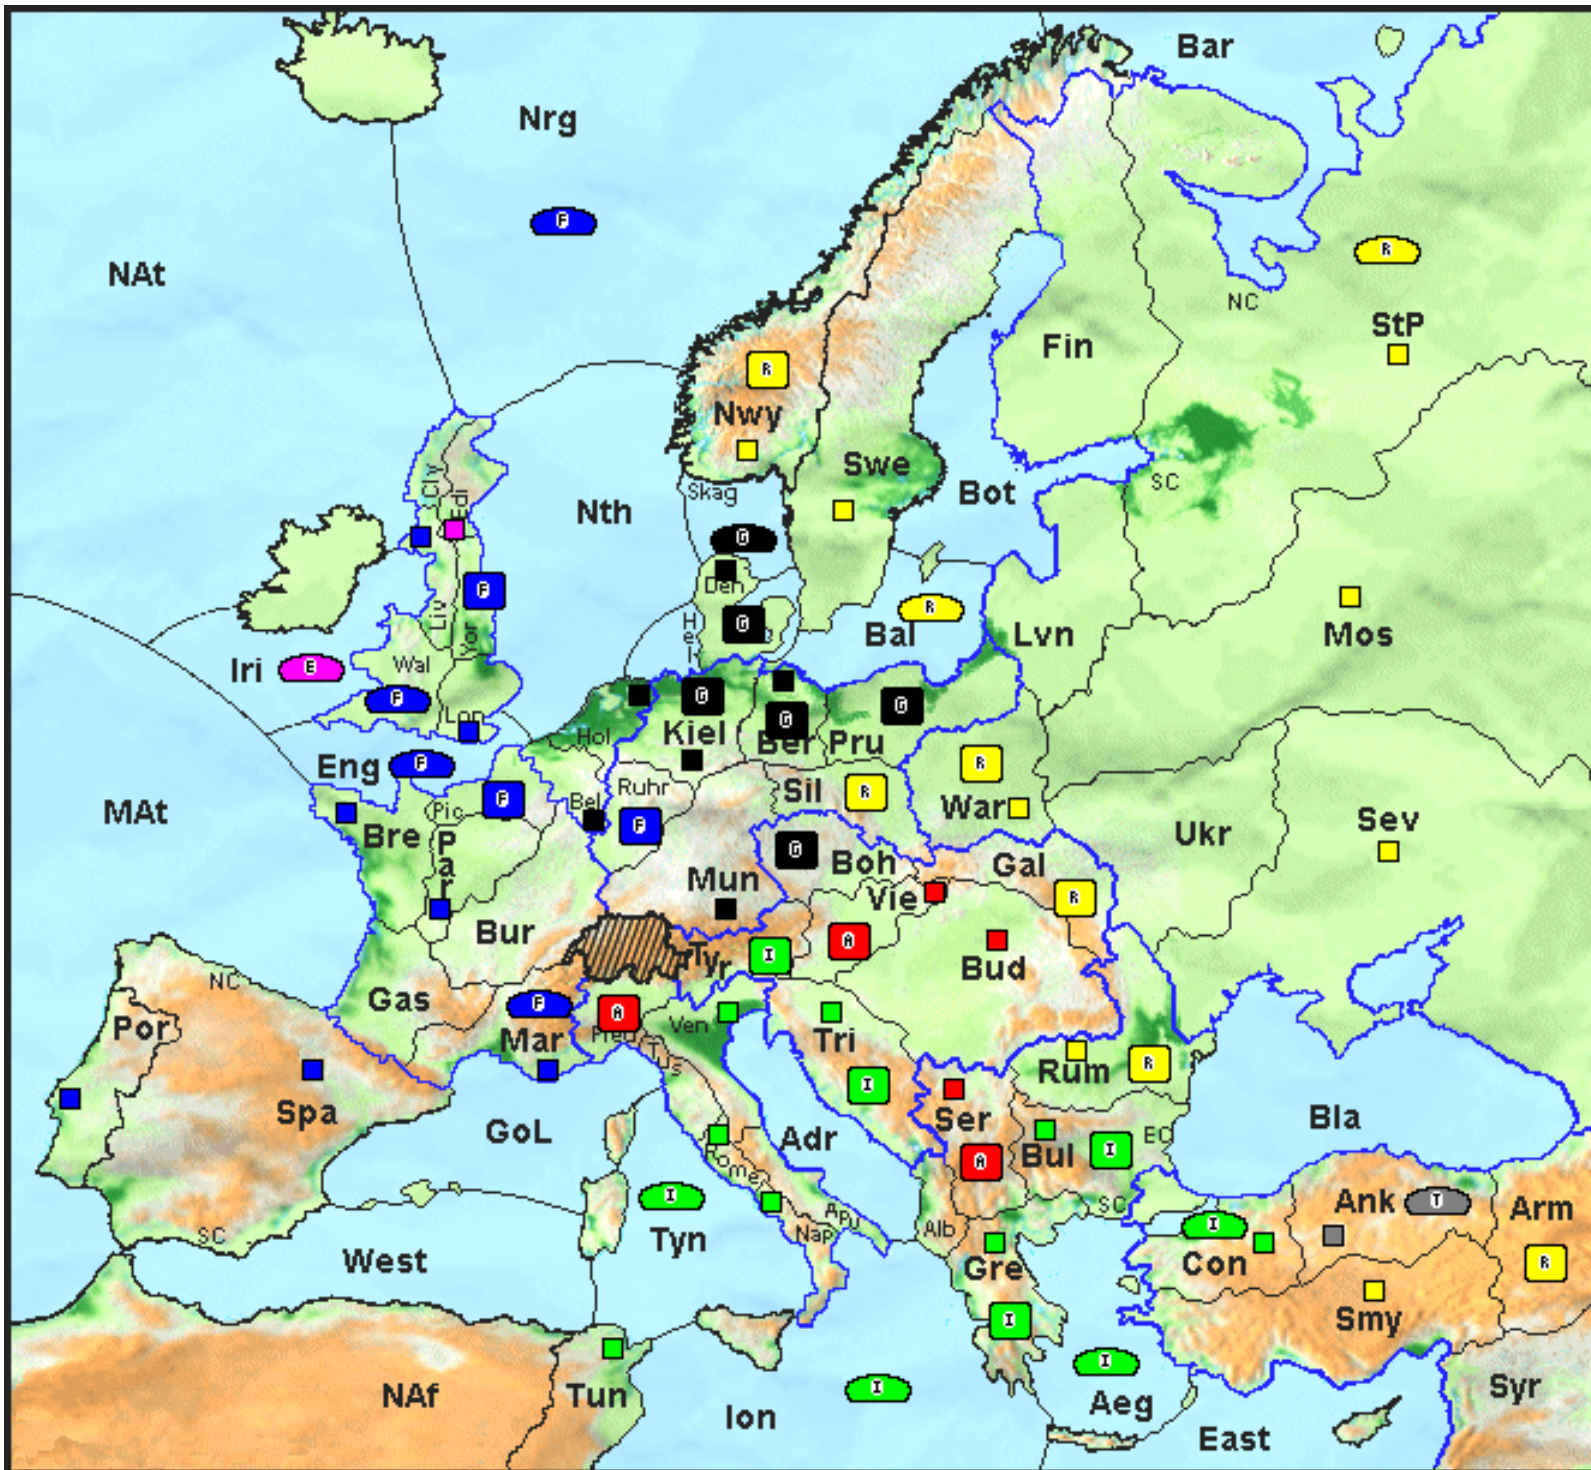 Bar
Nrg
F
NAt
R
NC
StP
Fin
R
Nwy
Swe
Skag
Bot
SC
Nth
Cly
Edl
G
Den
F
R
Bal
Lvn
Mos
G
Hel
Liv
Yor
Wal
Iri
E
F
G
G
G
Lon
Hol
Kiel
Ber
Pru
Eng
F
R
War
MAt
Bre
Pic
F
Bel
Ruhr
F
Sil
R
Ukr
Sev
Par
G
Boh
Gal
Mun
Vie
R
Bur
Tyr
I
A
Bud
NC
Gas
F
Mar
A
Pied
Ven
Tus
Tri
Por
Rum
R
I
Spa
GoL
Adr
Ser
A
Bul
I
EC
Bla
Rome
I
Tyn
Apu
Nap
Alb
SC
I
Con
Ank
T
Arm
SC
West
Gre
I
R
Smy
NAf
Tun
Ion
I
I
Aeg
East
Syr